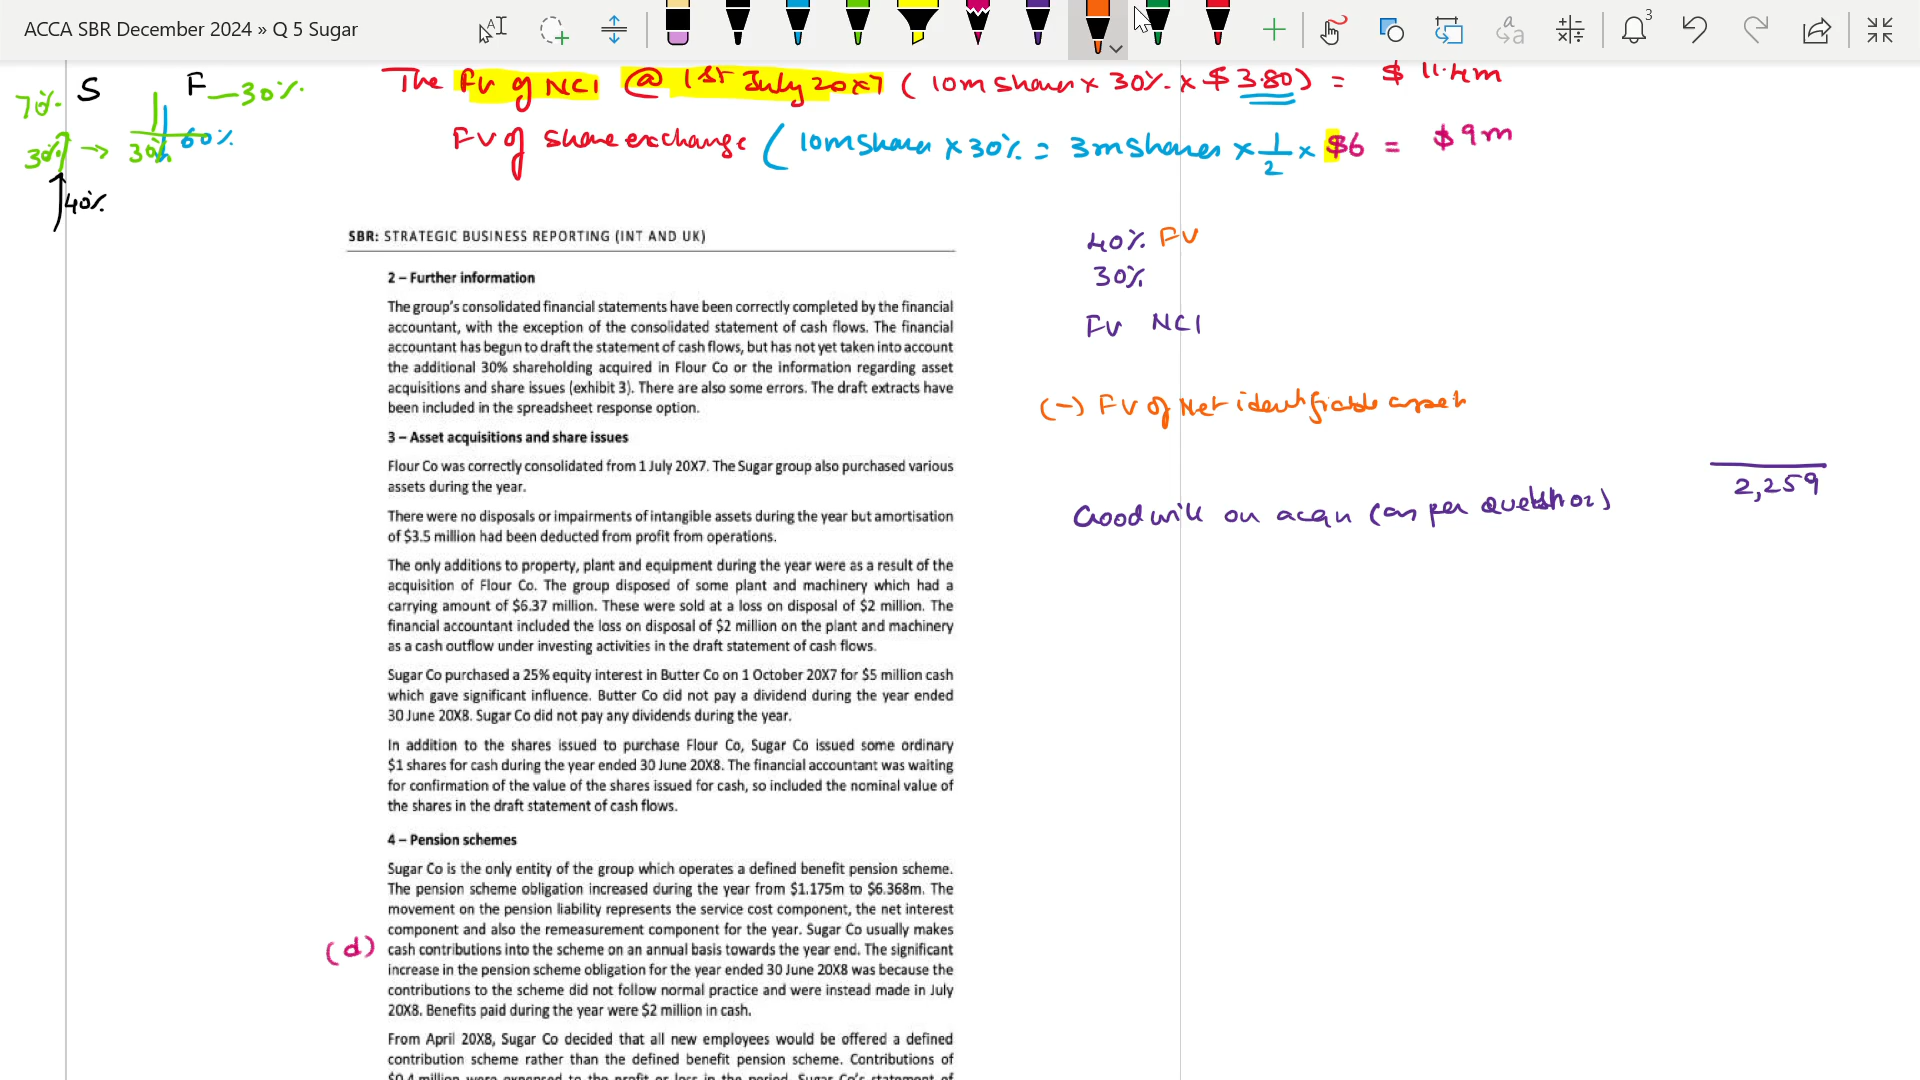 ACCA SBR December 2024 » Q 5 Sugar
3
The FV of NCI @ 1st July 20x7 (10m shares x 30% x $3.80) = $ 11.4m
FV of share exchange (10m shares x 30% = 3m shares x 1/2 x $6 = $9m
S F — 30%
70%
30% → 30% 60%
40%
SBR: STRATEGIC BUSINESS REPORTING (INT AND UK)
2 – Further information
The group's consolidated financial statements have been correctly completed by the financial
accountant, with the exception of the consolidated statement of cash flows. The financial
accountant has begun to draft the statement of cash flows, but has not yet taken into account
the additional 30% shareholding acquired in Flour Co or the information regarding asset
acquisitions and share issues (exhibit 3). There are also some errors. The draft extracts have
been included in the spreadsheet response option.
3 – Asset acquisitions and share issues
Flour Co was correctly consolidated from 1 July 20X7. The Sugar group also purchased various
assets during the year.
There were no disposals or impairments of intangible assets during the year but amortisation
of $3.5 million had been deducted from profit from operations.
The only additions to property, plant and equipment during the year were as a result of the
acquisition of Flour Co. The group disposed of some plant and machinery which had a
carrying amount of $6.37 million. These were sold at a loss on disposal of $2 million. The
financial accountant included the loss on disposal of $2 million on the plant and machinery
as a cash outflow under investing activities in the draft statement of cash flows.
Sugar Co purchased a 25% equity interest in Butter Co on 1 October 20X7 for $5 million cash
which gave significant influence. Butter Co did not pay a dividend during the year ended
30 June 20X8. Sugar Co did not pay any dividends during the year.
In addition to the shares issued to purchase Flour Co, Sugar Co issued some ordinary
$1 shares for cash during the year ended 30 June 20X8. The financial accountant was waiting
for confirmation of the value of the shares issued for cash, so included the nominal value of
the shares in the draft statement of cash flows.
4 – Pension schemes
Sugar Co is the only entity of the group which operates a defined benefit pension scheme.
The pension scheme obligation increased during the year from $1.175m to $6.368m. The
movement on the pension liability represents the service cost component, the net interest
component and also the remeasurement component for the year. Sugar Co usually makes
(d) cash contributions into the scheme on an annual basis towards the year end. The significant
increase in the pension scheme obligation for the year ended 30 June 20X8 was because the
contributions to the scheme did not follow normal practice and were instead made in July
20X8. Benefits paid during the year were $2 million in cash.
From April 20X8, Sugar Co decided that all new employees would be offered a defined
contribution scheme rather than the defined benefit pension scheme. Contributions of
$0.4 million were expensed to the profit or loss in the period. Sugar Co's statement of
40% FV
30%
FV NCI
(-) FV of Net identifiable asset
2,259
Goodwill on acqn (as per question)